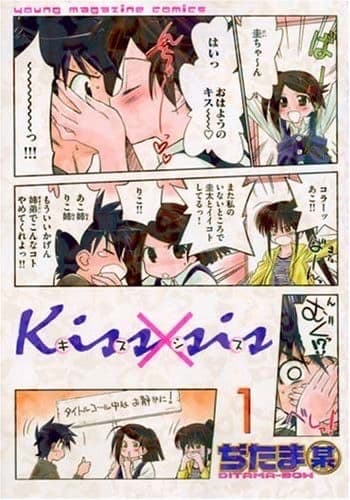 young magazine comics
ぱ
圭ちゃ〜ん
はいっ
おはようの
キス〜♡
〜〜〜〜〜〜っ!!!
コラーッ
あこ!!
また私の
いないところで
圭太とイイコト
してるっ!
りこ!!
あこ姉
りこ姉
もういいかげん
姉弟でこんなコト
やめてくれよっ!!
Kiss×sis
キスシス
むぐ!?
1
タイトルコール中は
お静かに!
ぢたま某
DITAMA-BOW